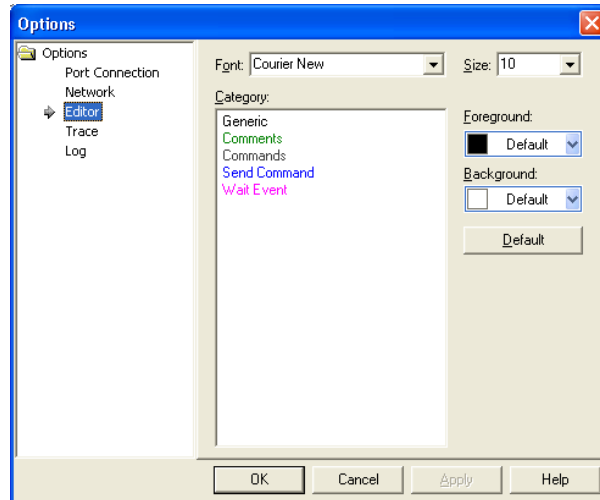 Options
Options
Port Connection
Network
Editor
Trace
Log
Font: Courier New
Size: 10
Category:
Generic
Comments
Commands
Send Command
Wait Event
Foreground:
Default
Background:
Default
Default
OK
Cancel
Apply
Help